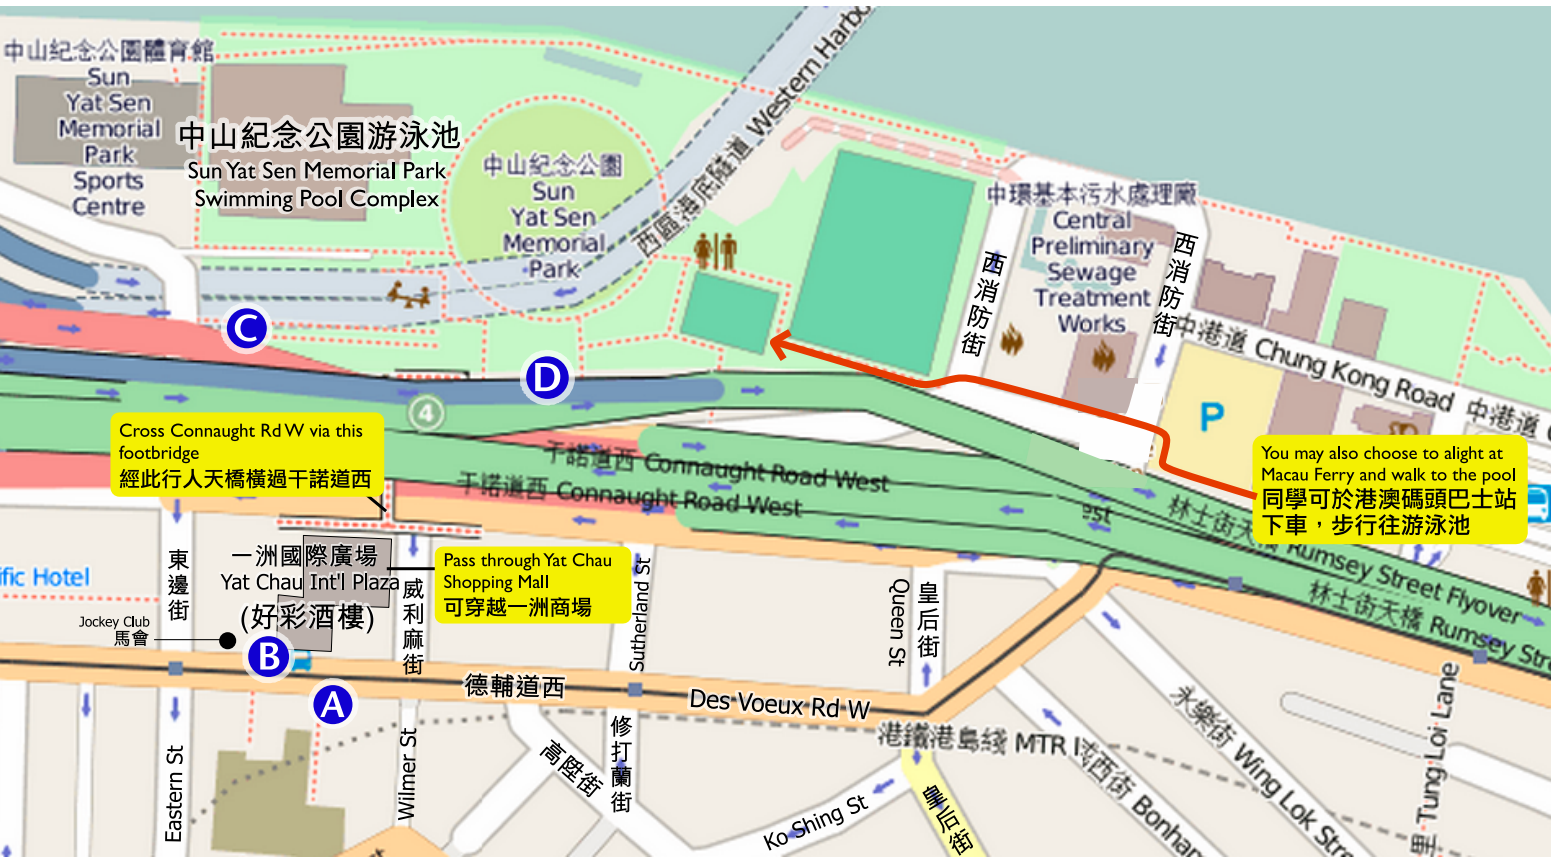 中山紀念公園體育館
Sun
Yat Sen
Memorial
Park
Sports
Centre
中山紀念公園游泳池
Sun Yat Sen Memorial Park
Swimming Pool Complex
中山紀念公園
Sun
Yat Sen
Memorial
Park
西區海底隧道 Western Harbo
中環基本污水處理廠
Central
Preliminary
Sewage
Treatment
Works
西消防街
西消防街
中港道 Chung Kong Road
中港道 C
P
C
D
4
Cross Connaught Rd W via this
footbridge
經此行人天橋橫過干諾道西
干諾道西 Connaught Road West
干諾道西 Connaught Road West
est
You may also choose to alight at
Macau Ferry and walk to the pool
同學可於港澳碼頭巴士站
下車，步行往游泳池
林士街天橋 Rumsey Street Flyover
林士街天橋 Rumsey Stre
ific Hotel
東邊街
一洲國際廣場
Yat Chau Int'l Plaza
(好彩酒樓)
Jockey Club
馬會
威利麻街
Pass through Yat Chau
Shopping Mall
可穿越一洲商場
Sutherland St
Queen St
皇后街
B
A
德輔道西
Des Voeux Rd W
港鐵港島綫 MTR I
Eastern St
Wilmer St
高陞街
修打蘭街
Ko Shing St
皇后街
西街 Bonhan
永樂街 Wing Lok Stre
里 Tung Loi Lane